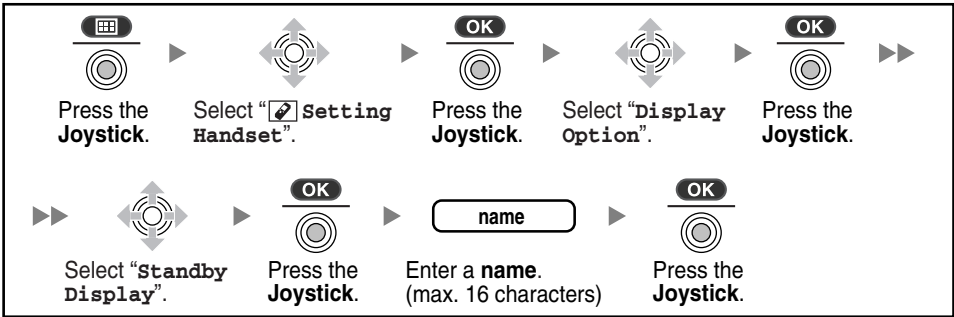 OK OK
Press the Select “ Setting Press the Select “Display Press the
Joystick. Handset”. Joystick. Option”. Joystick.
OK name OK
Select “Standby Press the Enter a name. Press the
Display”. Joystick. (max. 16 characters) Joystick.